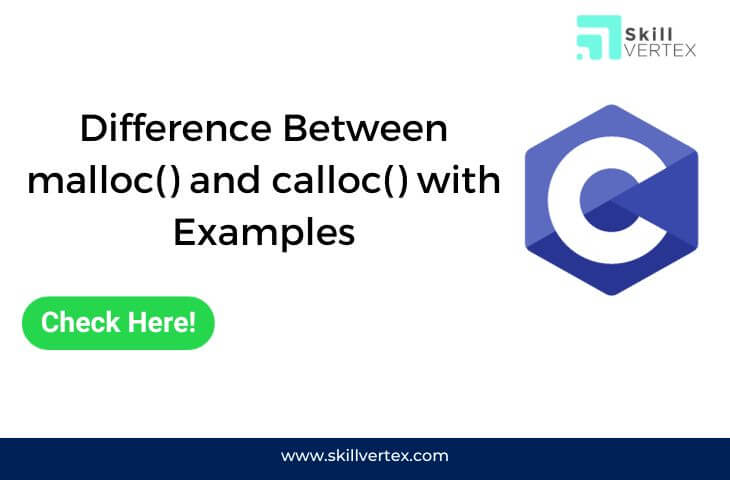 Skill
VERTEX
Difference Between
malloc() and calloc() with
Examples
C
Check Here!
www.skillvertex.com